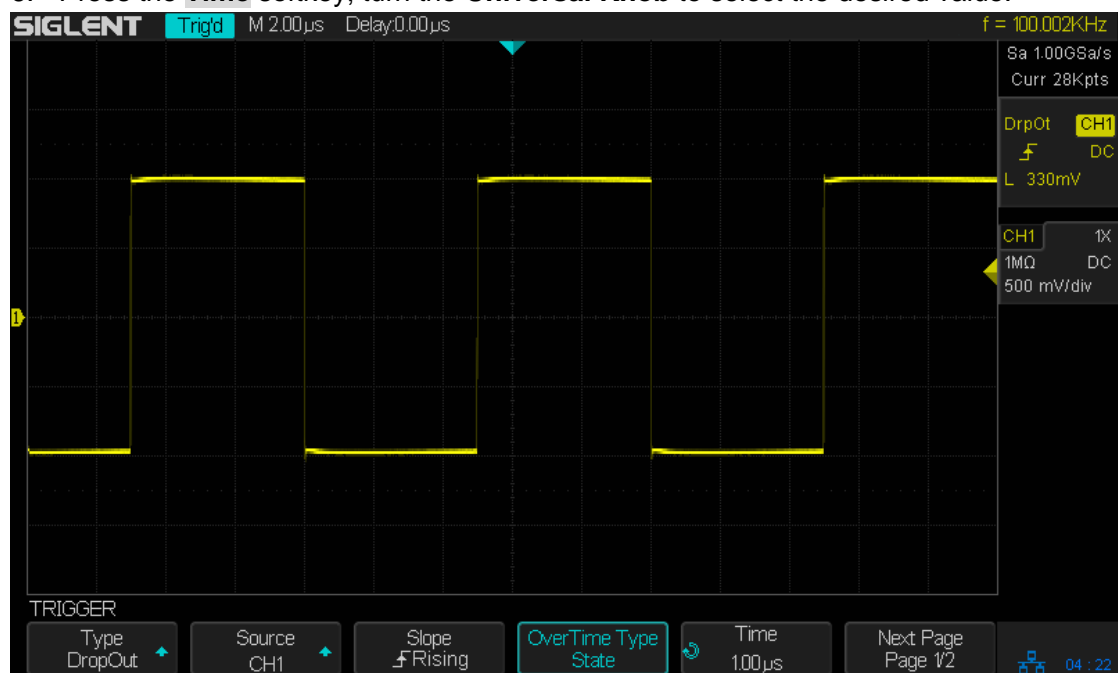 SIGLENT Trig'd M 2.00µs Delay:0.00µs f = 100.002KHz
Sa 1.00GSa/s
Curr 28Kpts
DrpOt CH1
DC
L 330mV
CH1 1X
1MΩ DC
500 mV/div
1
TRIGGER
Type Source Slope OverTime Type Time Next Page
DropOut CH1 Rising State 1.00µs Page 1/2
04 : 22